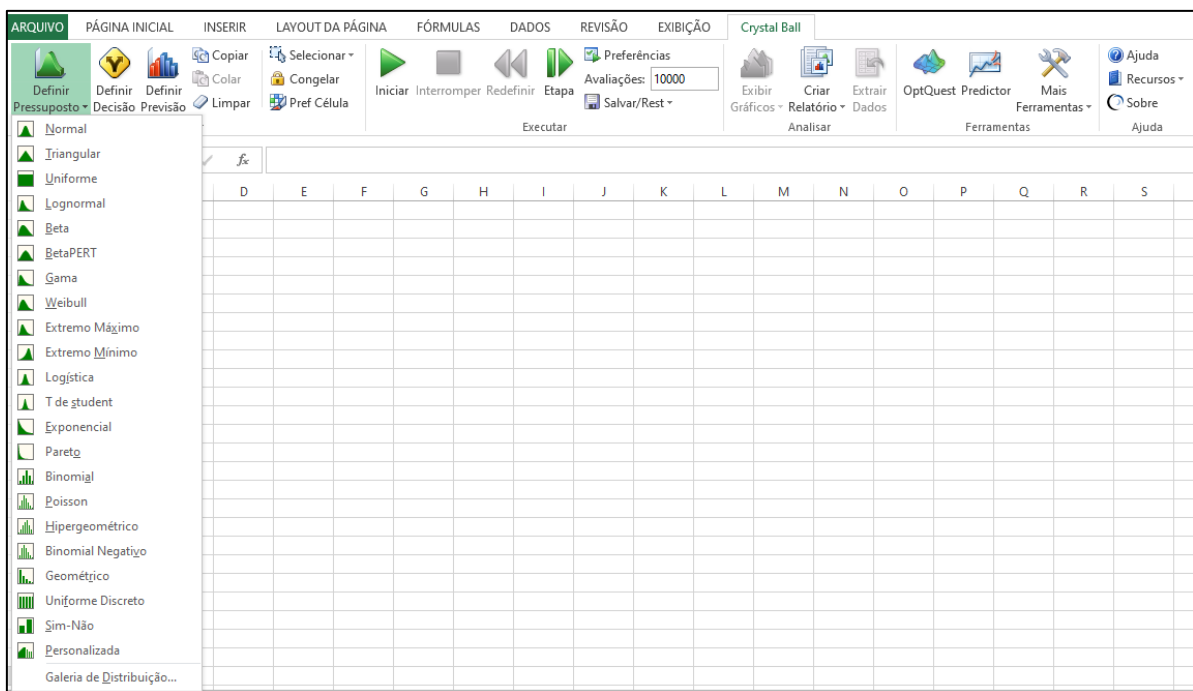 ARQUIVO PÁGINA INICIAL INSERIR LAYOUT DA PÁGINA FÓRMULAS DADOS REVISÃO EXIBIÇÃO Crystal Ball
Definir Pressuposto
Definir Decisão
Definir Previsão
Copiar
Colar
Limpar
Selecionar
Congelar
Pref Célula
Iniciar Interromper Redefinir Etapa
Preferências
Avaliações: 10000
Salvar/Rest
Executar
Exibir Gráficos
Criar Relatório
Extrair Dados
Analisar
OptQuest Predictor
Mais Ferramentas
Ferramentas
Ajuda
Recursos
Sobre
Ajuda
fx
D E F G H I J K L M N O P Q R S
Normal
Triangular
Uniforme
Lognormal
Beta
BetaPERT
Gama
Weibull
Extremo Máximo
Extremo Mínimo
Logística
T de student
Exponencial
Pareto
Binomial
Poisson
Hipergeométrico
Binomial Negativo
Geométrico
Uniforme Discreto
Sim-Não
Personalizada
Galeria de Distribuição...